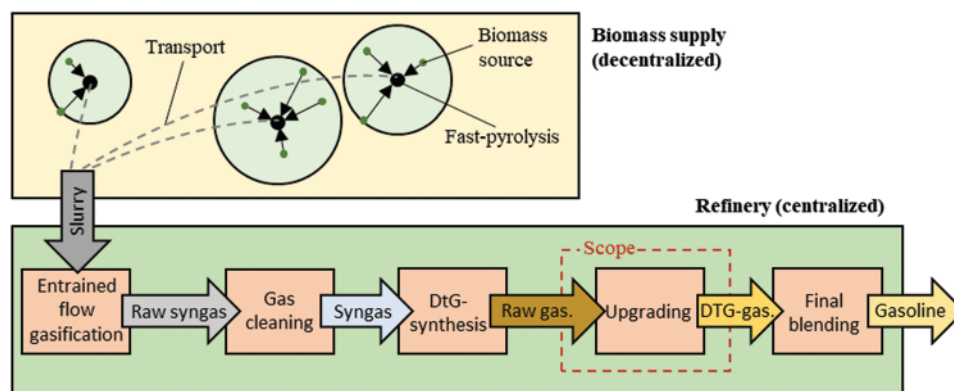 Transport
Biomass
source
Biomass supply
(decentralized)
Fast-pyrolysis
Slurry
Refinery (centralized)
Scope
Entrained
flow
gasification
Raw syngas
Gas
cleaning
Syngas
DtG-
synthesis
Raw gas.
Upgrading
DTG-gas.
Final
blending
Gasoline